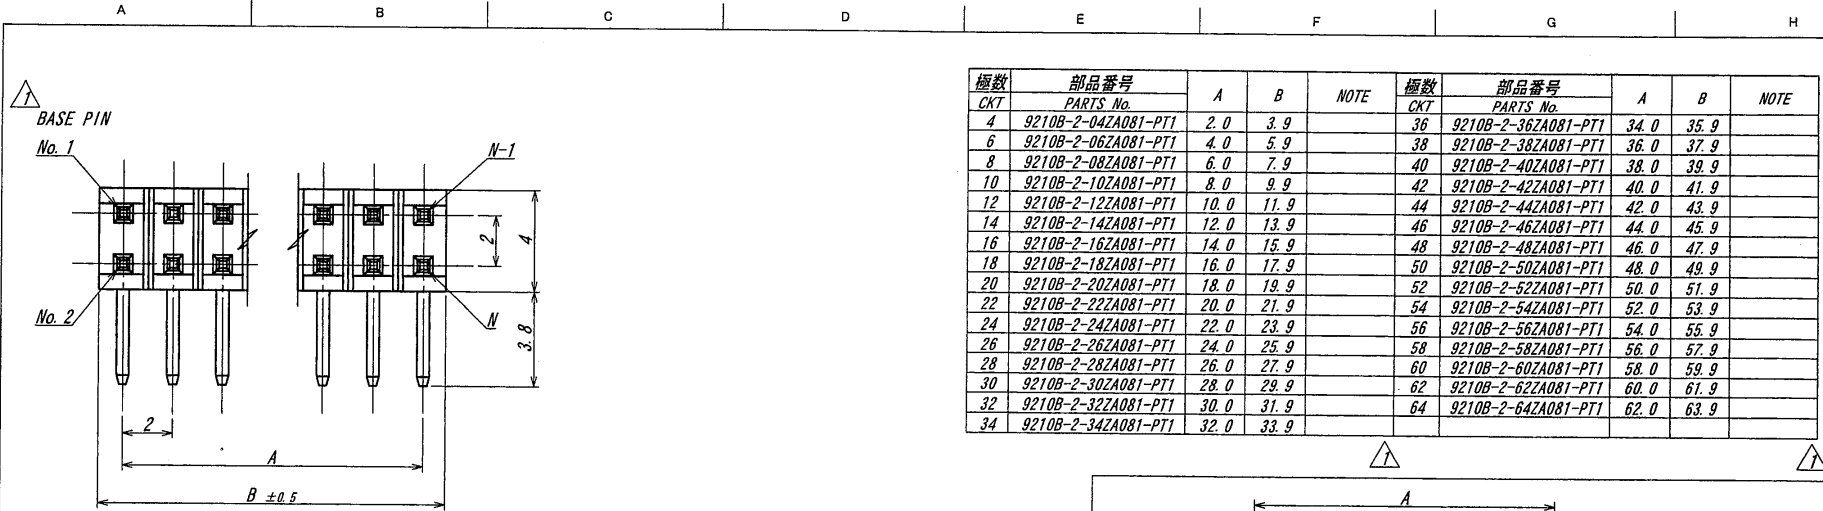 A B C D E F G H
1
BASE PIN
No. 1
N-1
2
4
No. 2
N
3.8
2
A
B ±0.5
極数 部品番号 A B NOTE 極数 部品番号 A B NOTE
CKT PARTS No. CKT PARTS No.
4 9210B-2-04ZA081-PT1 2.0 3.9 36 9210B-2-36ZA081-PT1 34.0 35.9
6 9210B-2-06ZA081-PT1 4.0 5.9 38 9210B-2-38ZA081-PT1 36.0 37.9
8 9210B-2-08ZA081-PT1 6.0 7.9 40 9210B-2-40ZA081-PT1 38.0 39.9
10 9210B-2-10ZA081-PT1 8.0 9.9 42 9210B-2-42ZA081-PT1 40.0 41.9
12 9210B-2-12ZA081-PT1 10.0 11.9 44 9210B-2-44ZA081-PT1 42.0 43.9
14 9210B-2-14ZA081-PT1 12.0 13.9 46 9210B-2-46ZA081-PT1 44.0 45.9
16 9210B-2-16ZA081-PT1 14.0 15.9 48 9210B-2-48ZA081-PT1 46.0 47.9
18 9210B-2-18ZA081-PT1 16.0 17.9 50 9210B-2-50ZA081-PT1 48.0 49.9
20 9210B-2-20ZA081-PT1 18.0 19.9 52 9210B-2-52ZA081-PT1 50.0 51.9
22 9210B-2-22ZA081-PT1 20.0 21.9 54 9210B-2-54ZA081-PT1 52.0 53.9
24 9210B-2-24ZA081-PT1 22.0 23.9 56 9210B-2-56ZA081-PT1 54.0 55.9
26 9210B-2-26ZA081-PT1 24.0 25.9 58 9210B-2-58ZA081-PT1 56.0 57.9
28 9210B-2-28ZA081-PT1 26.0 27.9 60 9210B-2-60ZA081-PT1 58.0 59.9
30 9210B-2-30ZA081-PT1 28.0 29.9 62 9210B-2-62ZA081-PT1 60.0 61.9
32 9210B-2-32ZA081-PT1 30.0 31.9 64 9210B-2-64ZA081-PT1 62.0 63.9
34 9210B-2-34ZA081-PT1 32.0 33.9
1 1
A